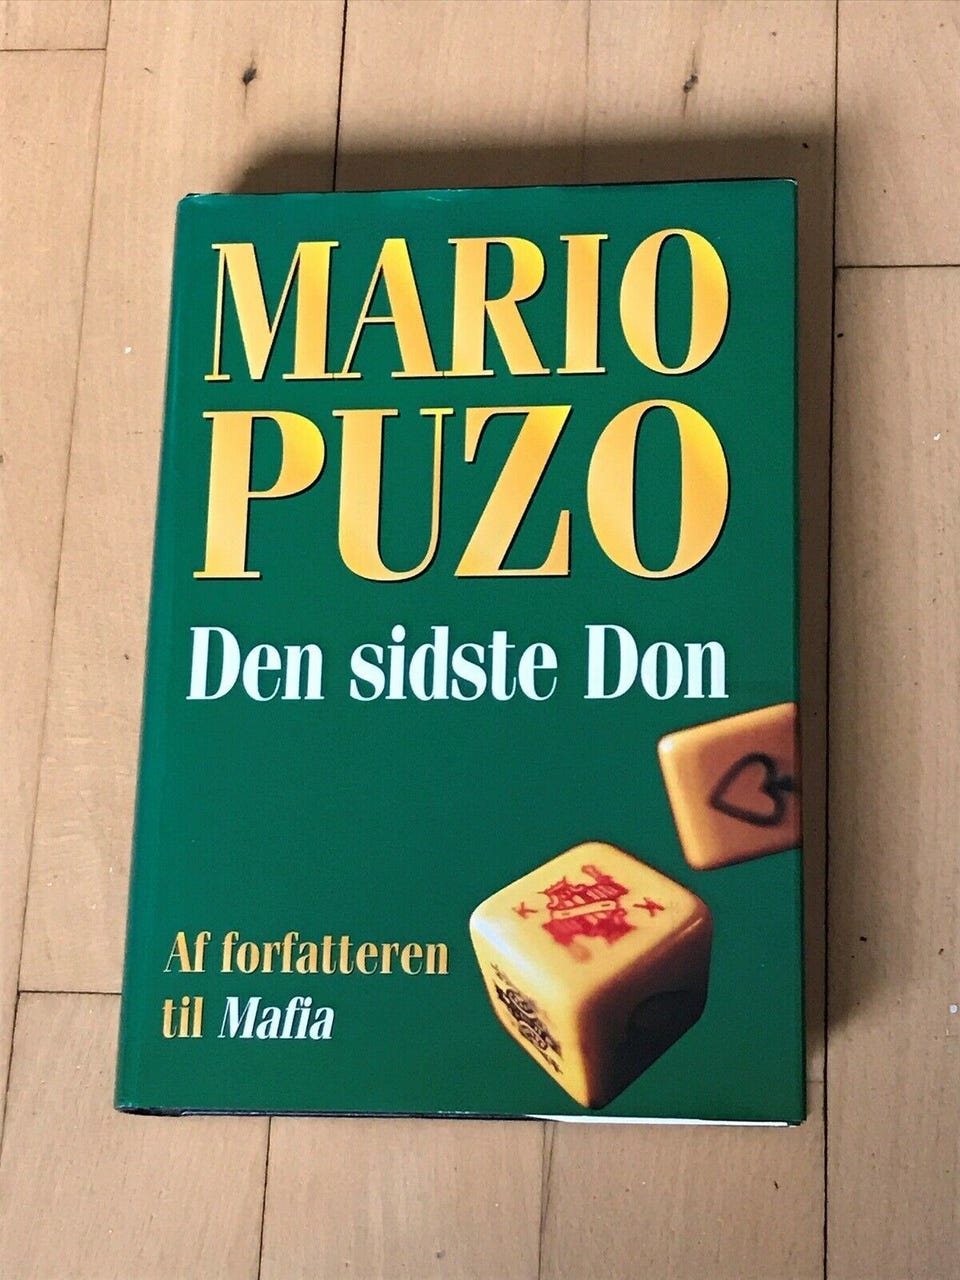 MARIO
PUZO
Den sidste Don
Af forfatteren
til Mafia
K K